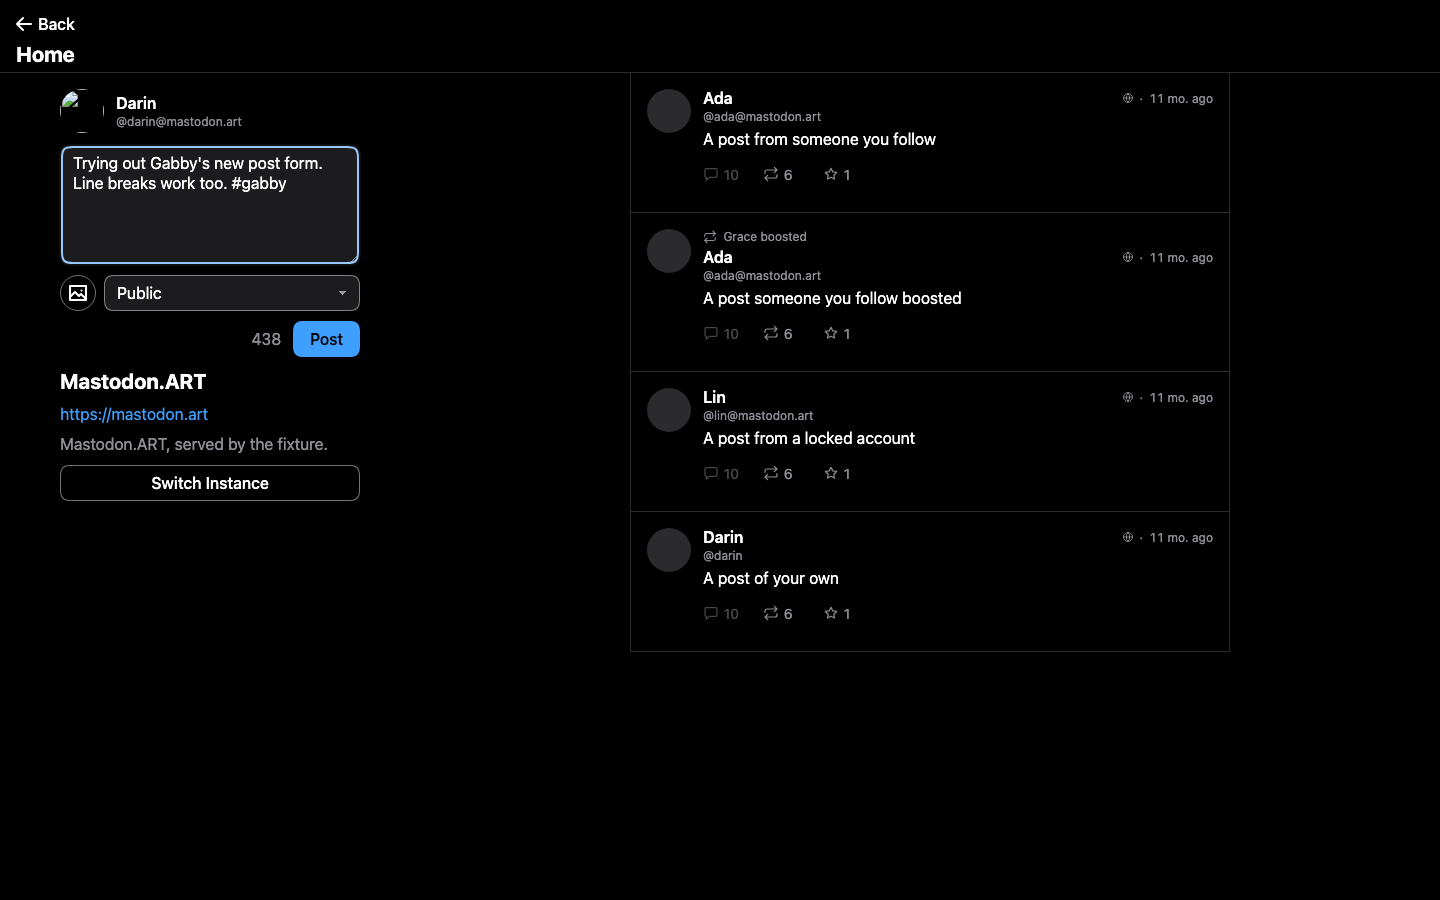 Back
Home
Darin
@darin@mastodon.art
Trying out Gabby's new post form.
Line breaks work too. #gabby
Public
438
Post
Mastodon.ART
https://mastodon.art
Mastodon.ART, served by the fixture.
Switch Instance
Ada
· 11 mo. ago
@ada@mastodon.art
A post from someone you follow
10 6 1
Grace boosted
Ada
· 11 mo. ago
@ada@mastodon.art
A post someone you follow boosted
10 6 1
Lin
· 11 mo. ago
@lin@mastodon.art
A post from a locked account
10 6 1
Darin
· 11 mo. ago
@darin
A post of your own
10 6 1